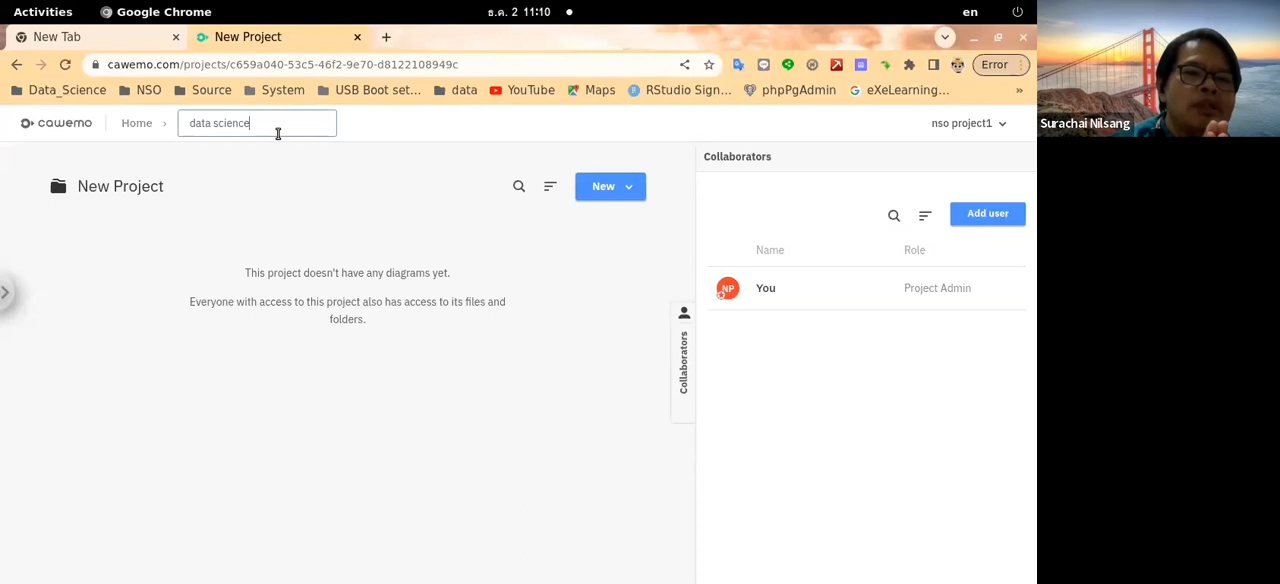 Activities Google Chrome ธ.ค. 2 11:10 en
New Tab New Project
cawemo.com/projects/c659a040-53c5-46f2-9e70-d8122108949c Error
Data_Science NSO Source System USB Boot set... data YouTube Maps RStudio Sign... phpPgAdmin eXeLearning... »
cawemo Home › data science nso project1
Surachai Nilsang
Collaborators
New Project New
Add user
Name Role
This project doesn't have any diagrams yet.
NP You Project Admin
Everyone with access to this project also has access to its files and
folders.
Collaborators